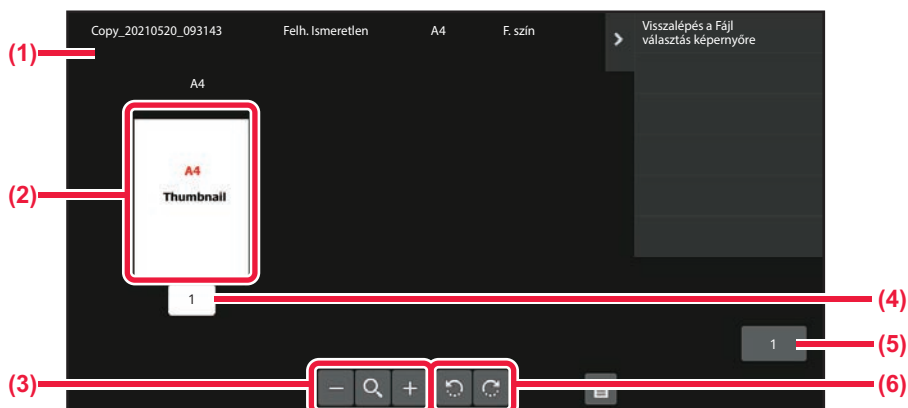 Copy_20210520_093143 Felh. Ismeretlen A4 F. szín
Visszalépés a Fájl
választás képernyőre
(1)
A4
A4
Thumbnail
(2)
1
(4)
1
(5)
(3)
(6)